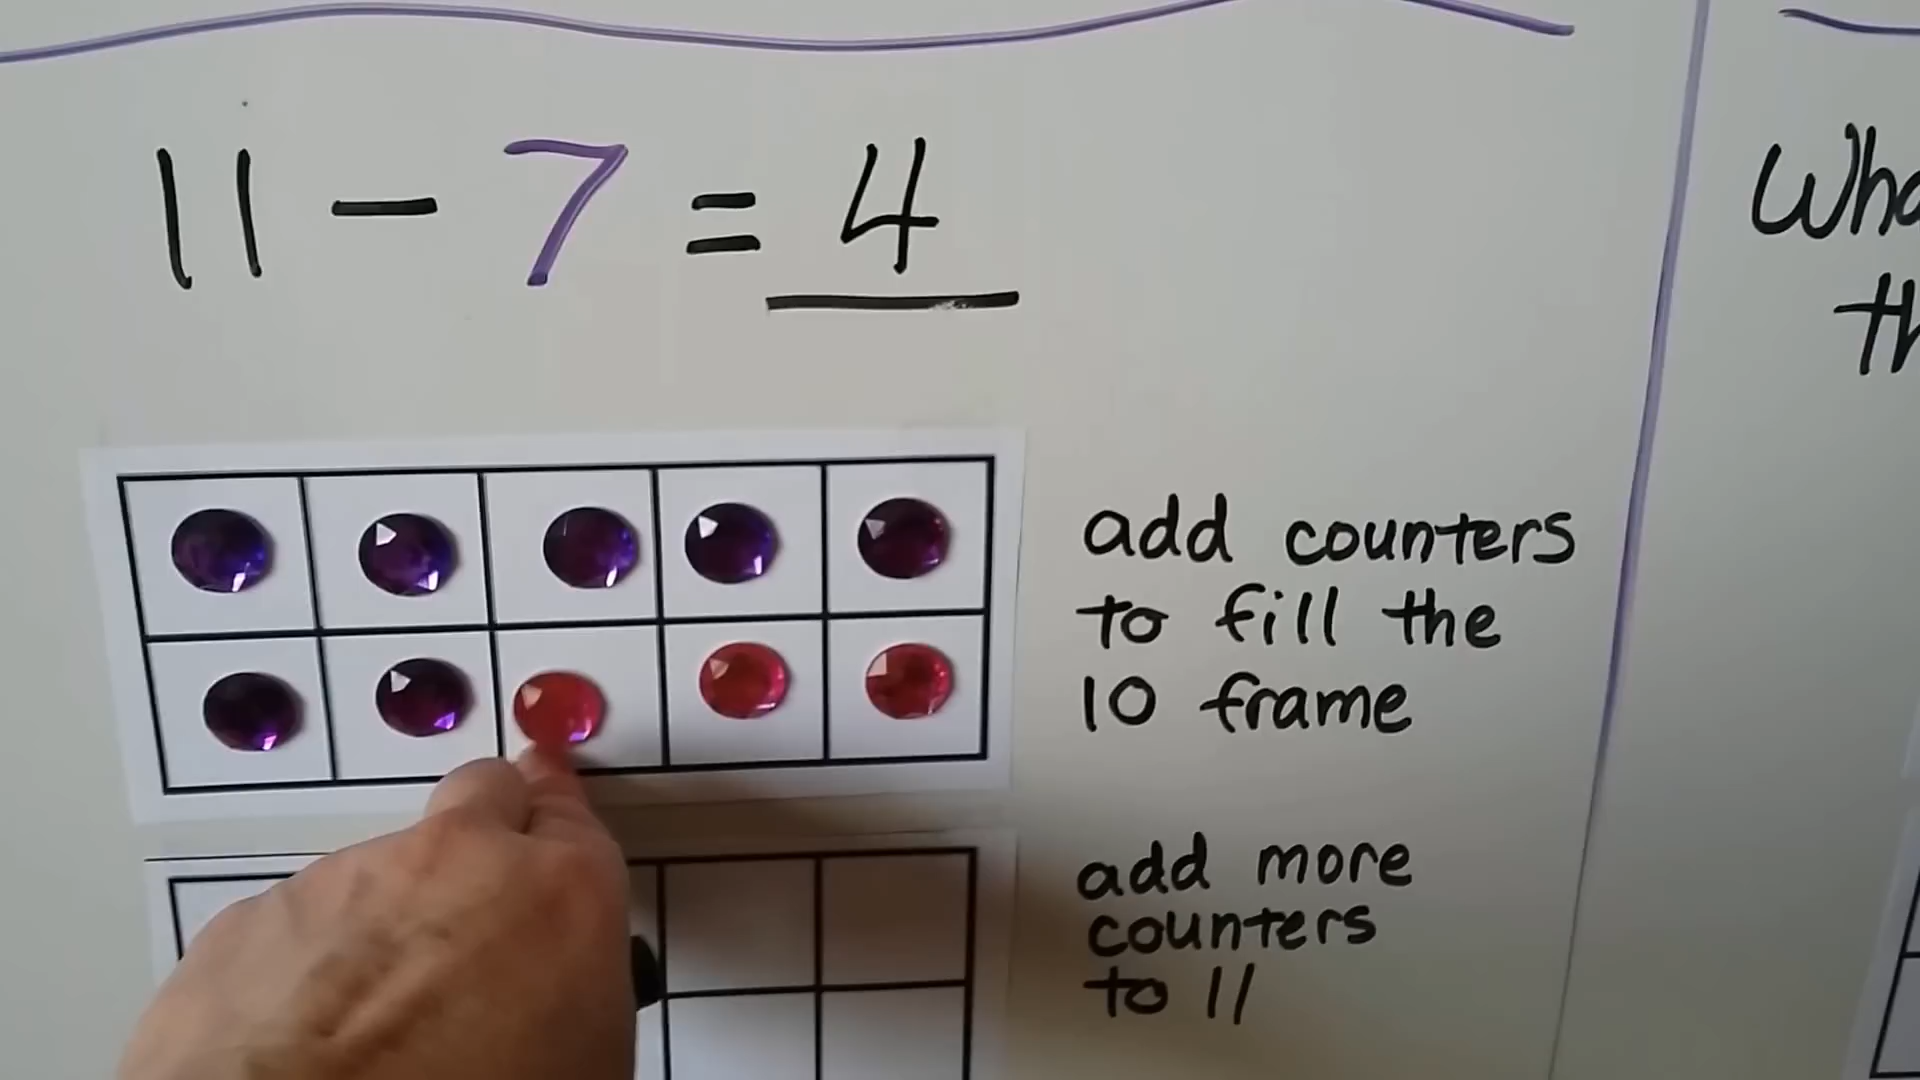 11 - 7 = 4
add counters
to fill the
10 frame
add more
counters
to 11